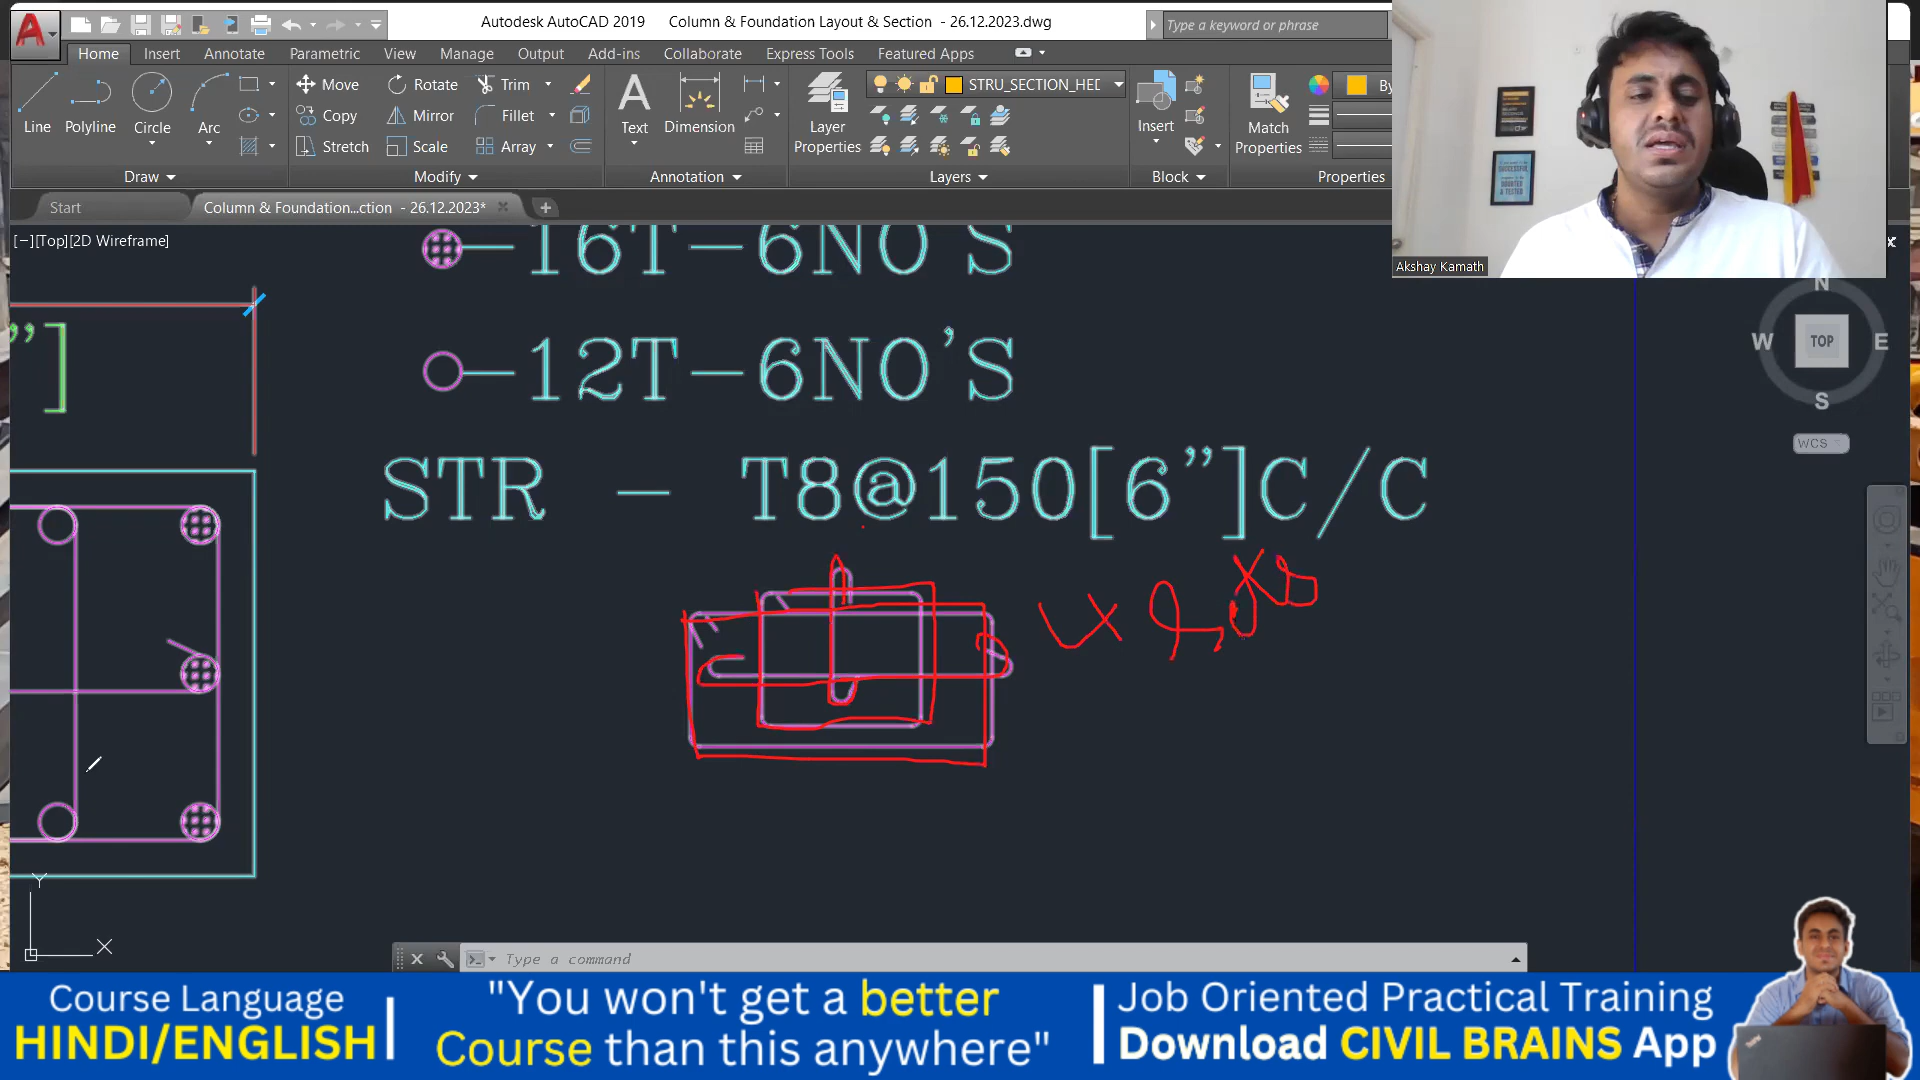 Autodesk AutoCAD 2019 Column & Foundation Layout & Section - 26.12.2023.dwg
Type a keyword or phrase
Home Insert Annotate Parametric View Manage Output Add-ins Collaborate Express Tools Featured Apps
Line Polyline Circle Arc
Move Rotate Trim
Copy Mirror Fillet
Stretch Scale Array
Text Dimension
Layer Properties
STRU_SECTION_HED
Insert
Match Properties
By
Draw Modify Annotation Layers Block Properties
Start Column & Foundation...ction - 26.12.2023*
[−][Top][2D Wireframe]
Akshay Kamath
16T—6NO'S
"]
12T—6NO'S
STR — T8@150[6"]C/C
N
W TOP E
S
WCS
Y
X
Type a command
Course Language
HINDI/ENGLISH
"You won't get a better
Course than this anywhere"
Job Oriented Practical Training
Download CIVIL BRAINS App